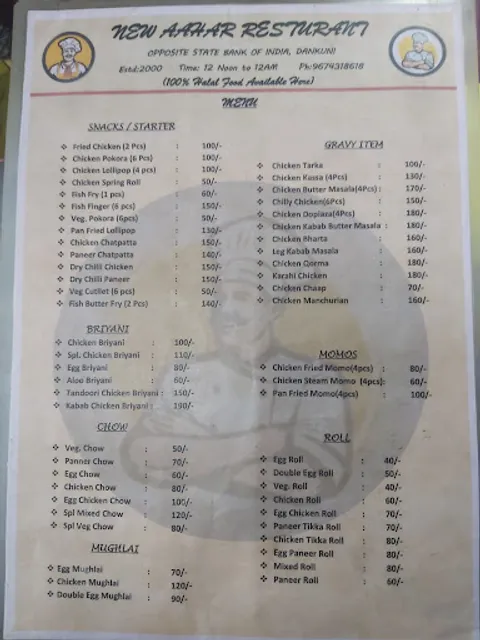 NEW AAHAR RESTURANT
OPPOSITE STATE BANK OF INDIA, DANKUNI
Estd:2000 Time: 12 Noon to 12AM Ph:9674318618
(100% Halal Food Available Here)
MENU
SNACKS / STARTER
Fried Chicken (2 Pcs) : 100/-
Chicken Pokora (6 Pcs) : 100/-
Chicken Lollipop (4 pcs) : 100/-
Chicken Spring Roll : 50/-
Fish Fry (1 pcs) : 60/-
Fish Finger (6 pcs) : 150/-
Veg. Pokora (6pcs) : 50/-
Pan Fried Lollipop : 130/-
Chicken Chatpatta : 150/-
Paneer Chatpatta : 140/-
Dry Chilli Chicken : 150/-
Dry Chilli Paneer : 150/-
Veg Cutllet (6 pcs) : 50/-
Fish Butter Fry (2 Pcs) : 140/-
BRIYANI
Chicken Briyani : 100/-
Spl. Chicken Briyani : 110/-
Egg Briyani : 80/-
Aloo Briyani : 60/-
Tandoori Chicken Briyani : 150/-
Kabab Chicken Briyani : 190/-
CHOW
Veg. Chow : 50/-
Panner Chow : 70/-
Egg Chow : 60/-
Chicken Chow : 80/-
Egg Chicken Chow : 100/-
Spl Mixed Chow : 120/-
Spl Veg Chow : 80/-
MUGHLAI
Egg Mughlai : 70/-
Chicken Mughlai : 120/-
Double Egg Mughlai : 90/-
GRAVY ITEM
Chicken Tarka : 100/-
Chicken Kassa (4Pcs) : 130/-
Chicken Butter Masala(4Pcs) : 170/-
Chilly Chicken(6Pcs) : 150/-
Chicken Dopiaza(4Pcs) : 180/-
Chicken Kabab Butter Masala : 180/-
Chicken Bharta : 160/-
Leg Kabab Masala : 160/-
Chicken Qorma : 180/-
Karahi Chicken : 180/-
Chicken Chaap : 70/-
Chicken Manchurian : 160/-
MOMOS
Chicken Fried Momo(4pcs) : 80/-
Chicken Steam Momo (4pcs): 60/-
Pan Fried Momo(4pcs) : 100/-
ROLL
Egg Roll : 40/-
Double Egg Roll : 50/-
Veg. Roll : 40/-
Chicken Roll : 60/-
Egg Chicken Roll : 70/-
Paneer Tikka Roll : 70/-
Chicken Tikka Roll : 80/-
Egg Paneer Roll : 80/-
Mixed Roll : 80/-
Paneer Roll : 60/-